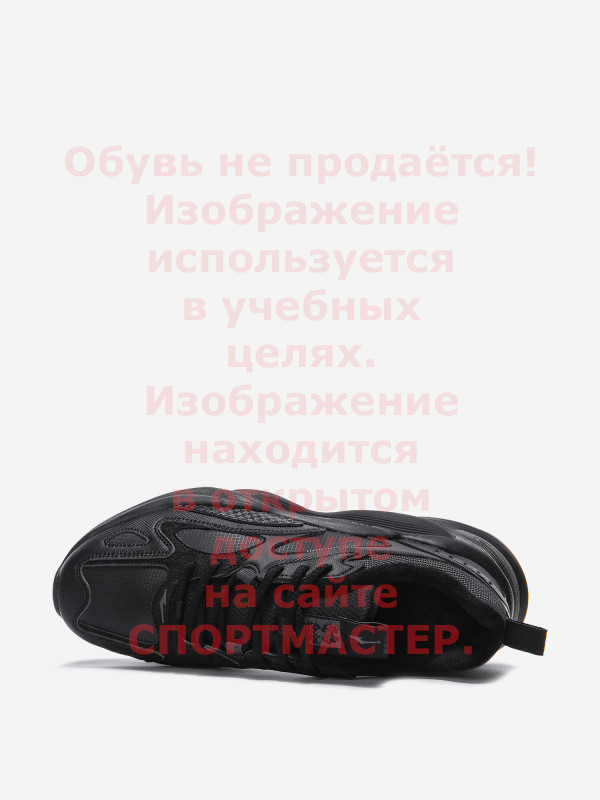 Обувь не продаётся!
Изображение
используется
в учебных
целях.
Изображение
находится
в открытом
доступе
на сайте
СПОРТМАСТЕР.